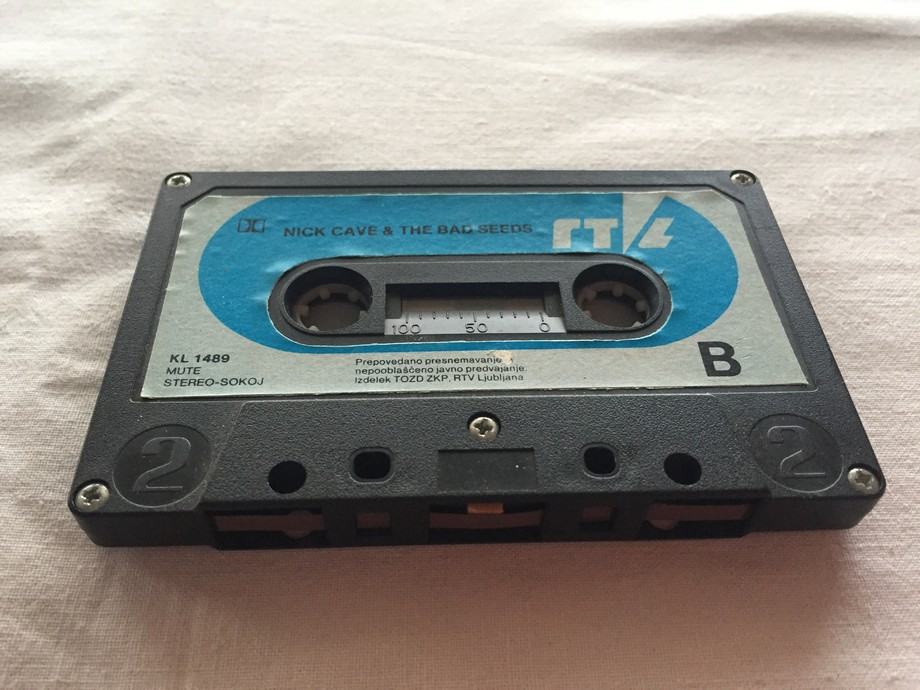 NICK CAVE & THE BAD SEEDS
RTVL
100 50 0
KL 1489
MUTE
STEREO-SOKOJ
Prepovedano presnemavanje
nepooblaščeno javno predvajanje.
Izdelek TOZD ZKP, RTV Ljubljana
B
2 2